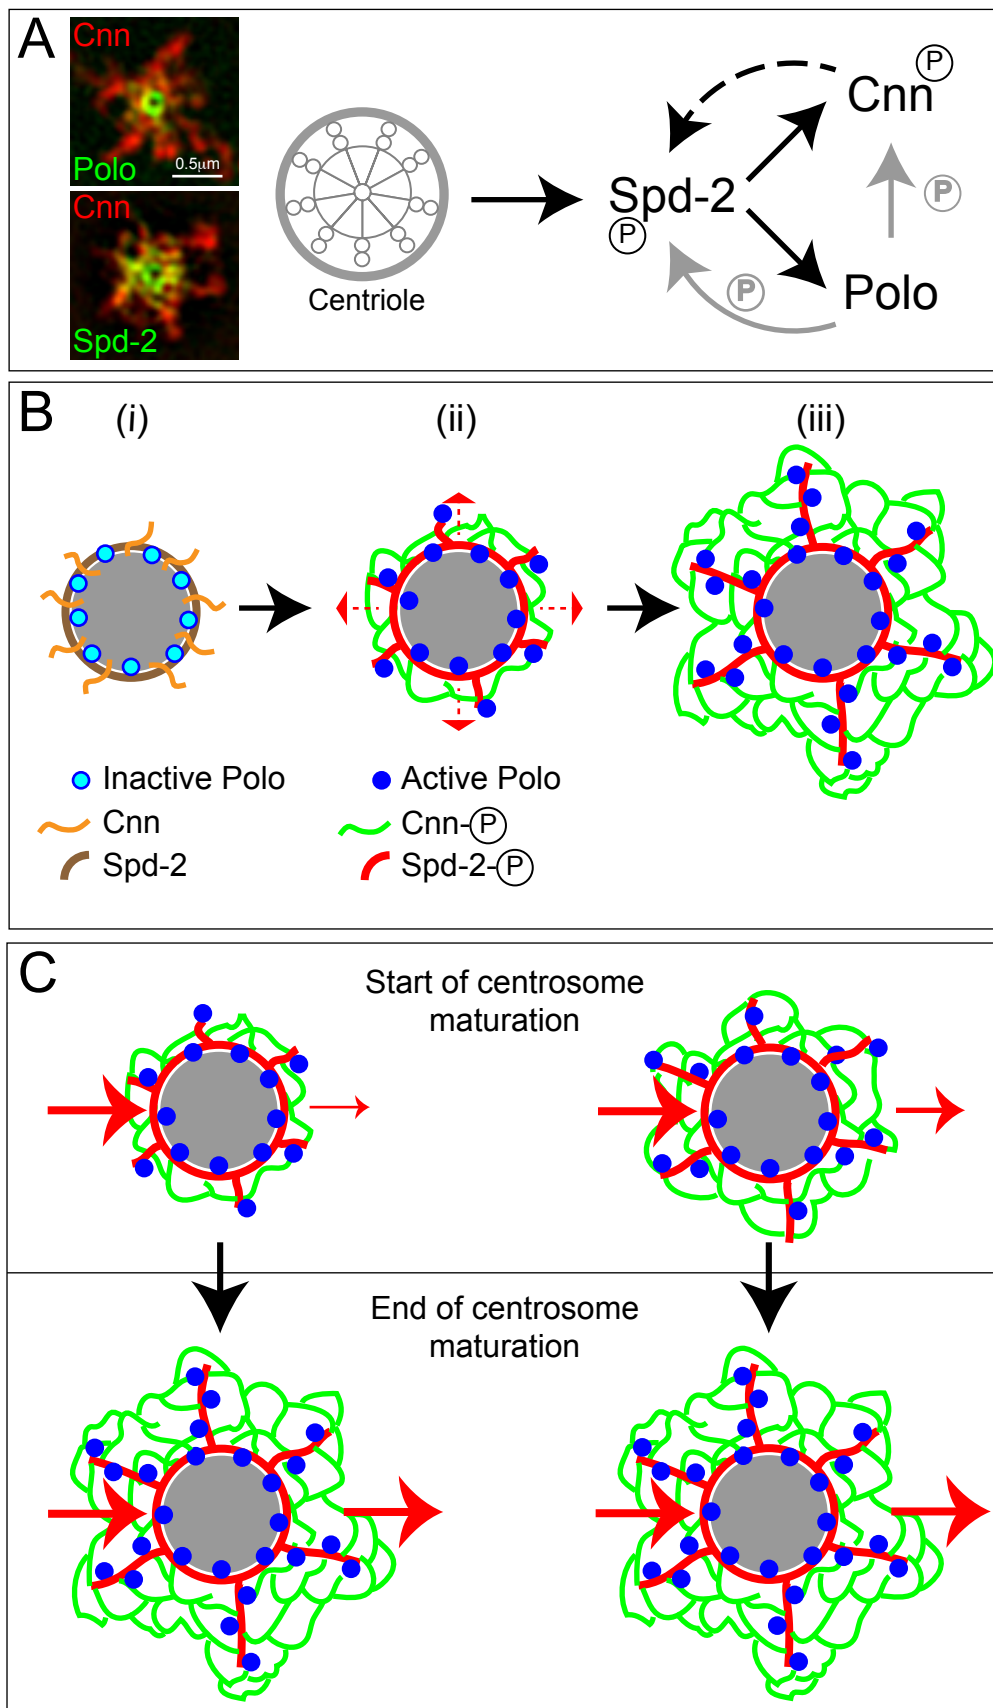 A
Cnn
Polo
0.5µm
Cnn
Spd-2
Centriole
Spd-2
P
Cnn
P
P
P
Polo
B
(i)
(ii)
(iii)
Inactive Polo
Active Polo
Cnn
Cnn-P
Spd-2
Spd-2-P
C
Start of centrosome
maturation
End of centrosome
maturation